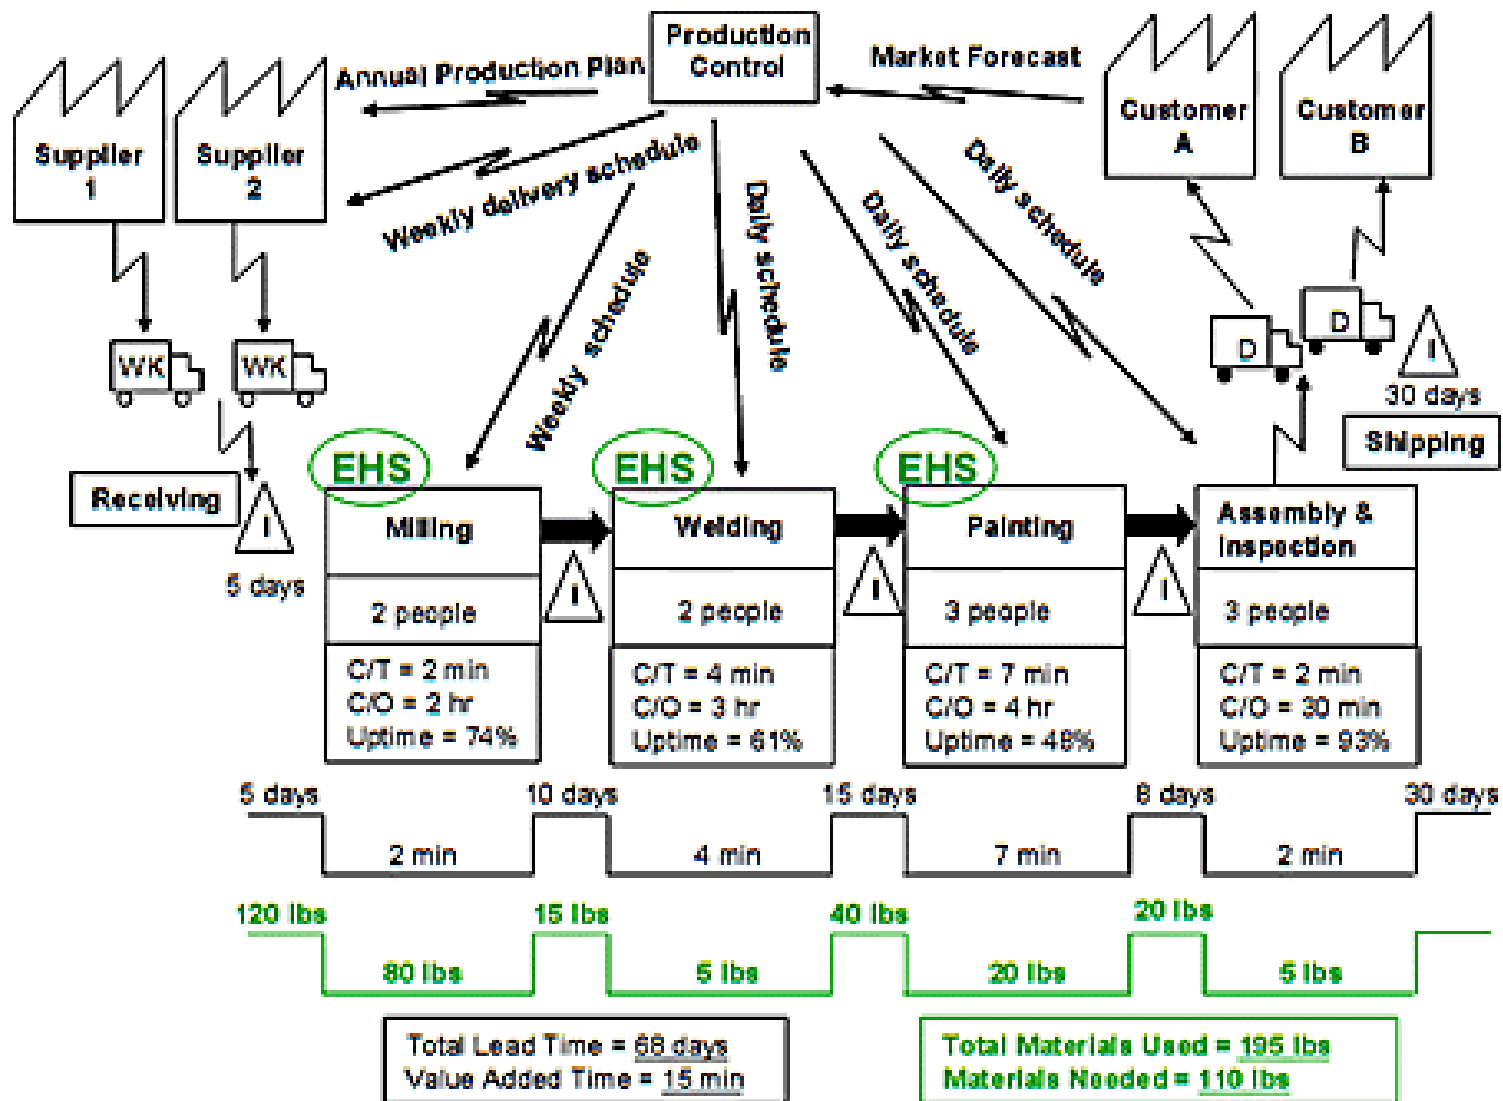 Production
Control
Annual Production Plan
Market Forecast
Supplier
1
Supplier
2
Customer
A
Customer
B
Weekly delivery schedule
Weekly schedule
Daily schedule
Daily schedule
Daily schedule
WK
WK
D
D
I
30 days
Shipping
Receiving
I
5 days
EHS
EHS
EHS
Milling
Welding
Painting
Assembly &
Inspection
I
I
I
2 people
2 people
3 people
3 people
C/T = 2 min
C/O = 2 hr
Uptime = 74%
C/T = 4 min
C/O = 3 hr
Uptime = 61%
C/T = 7 min
C/O = 4 hr
Uptime = 48%
C/T = 2 min
C/O = 30 min
Uptime = 93%
5 days
10 days
15 days
8 days
30 days
2 min
4 min
7 min
2 min
120 lbs
15 lbs
40 lbs
20 lbs
80 lbs
5 lbs
20 lbs
5 lbs
Total Lead Time = 68 days
Value Added Time = 15 min
Total Materials Used = 195 lbs
Materials Needed = 110 lbs